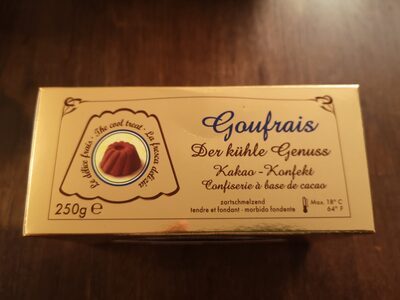 Le délice frais · The cool treat · La fresca delizia
250g ℮
Goufrais
Der kühle Genuss
Kakao - Konfekt
Confiserie à base de cacao
zartschmelzend
tendre et fondant - morbido fondente
Max. 18° C
64° F